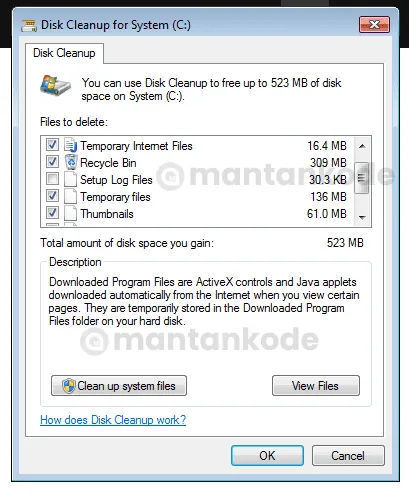 Disk Cleanup for System (C:)
Disk Cleanup
You can use Disk Cleanup to free up to 523 MB of disk
space on System (C:).
Files to delete:
Temporary Internet Files 16.4 MB
Recycle Bin 309 MB
Setup Log Files 30.3 KB
Temporary files 136 MB
Thumbnails 61.0 MB
mantankode
Total amount of disk space you gain: 523 MB
Description
Downloaded Program Files are ActiveX controls and Java applets
downloaded automatically from the Internet when you view certain
pages. They are temporarily stored in the Downloaded Program
Files folder on your hard disk.
mantankode
Clean up system files View Files
How does Disk Cleanup work?
OK Cancel